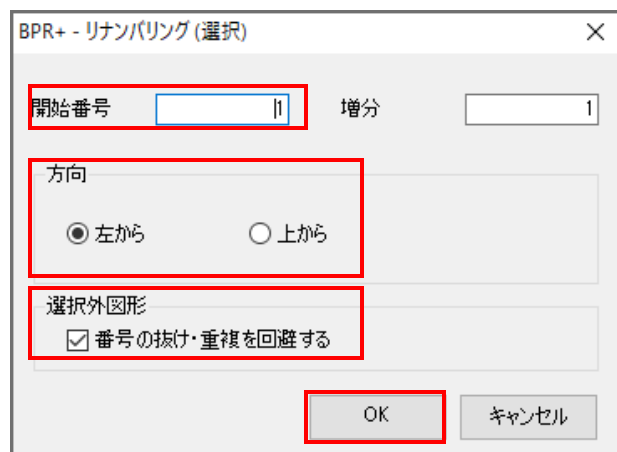 BPR+ - リナンバリング (選択)
開始番号 1 増分 1
方向
左から 上から
選択外図形
番号の抜け・重複を回避する
OK キャンセル